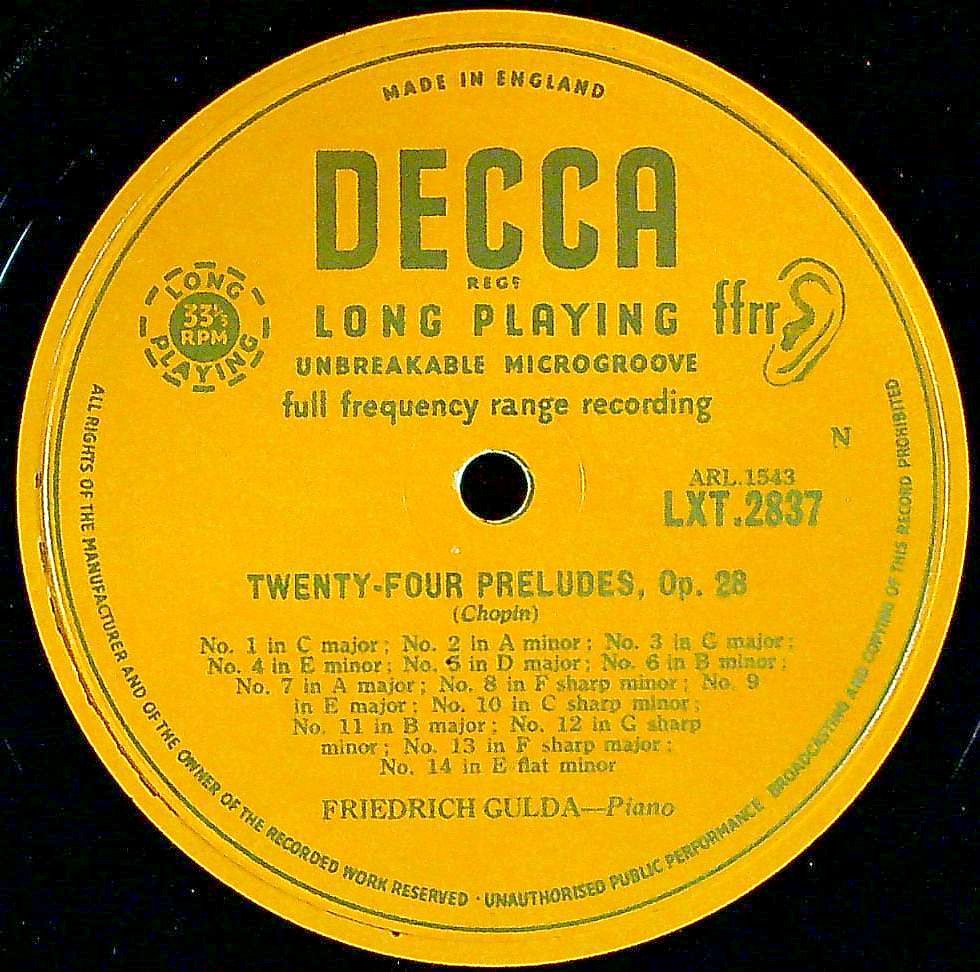 MADE IN ENGLAND
DECCA
REGD
LONG PLAYING
33⅓
RPM
LONG PLAYING
ffrr
UNBREAKABLE MICROGROOVE
full frequency range recording
N
ARL.1543
LXT.2837
TWENTY-FOUR PRELUDES, Op. 28
(Chopin)
No. 1 in C major; No. 2 in A minor; No. 3 in G major;
No. 4 in E minor; No. 5 in D major; No. 6 in B minor;
No. 7 in A major; No. 8 in F sharp minor; No. 9
in E major; No. 10 in C sharp minor;
No. 11 in B major; No. 12 in G sharp
minor; No. 13 in F sharp major;
No. 14 in E flat minor
FRIEDRICH GULDA—Piano
ALL RIGHTS OF THE MANUFACTURER AND OF THE OWNER OF THE RECORDED WORK RESERVED · UNAUTHORISED PUBLIC PERFORMANCE BROADCASTING AND COPYING OF THIS RECORD PROHIBITED